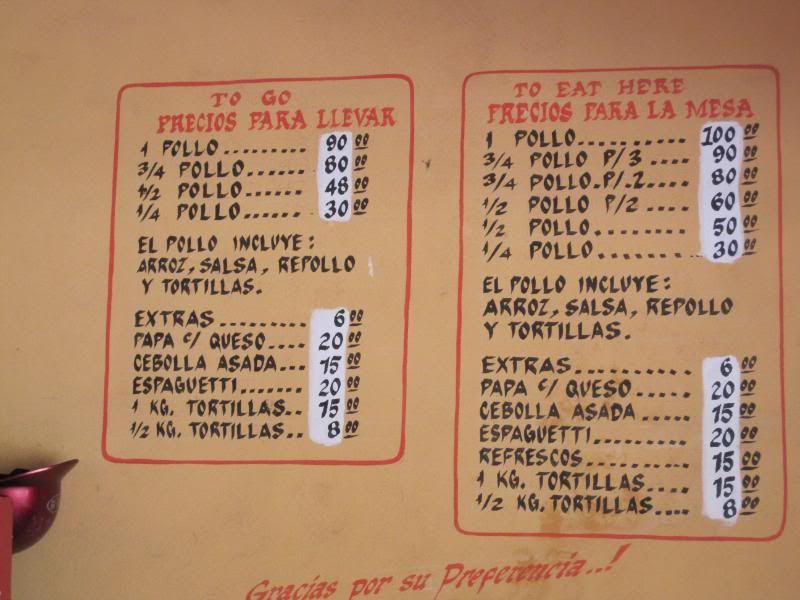 TO GO
PRECIOS PARA LLEVAR
1 POLLO......... 90 00
3/4 POLLO...... 80 00
1/2 POLLO...... 48 00
1/4 POLLO...... 30 00
EL POLLO INCLUYE:
ARROZ, SALSA, REPOLLO
Y TORTILLAS.
EXTRAS......... 6 00
PAPA c/ QUESO.... 20 00
CEBOLLA ASADA... 15 00
ESPAGUETTI....... 20 00
1 KG. TORTILLAS.. 15 00
1/2 KG. TORTILLAS.. 8 00
TO EAT HERE
PRECIOS PARA LA MESA
1 POLLO.......... 100 00
3/4 POLLO P/3 .... 90 00
3/4 POLLO.P/.2.... 80 00
1/2 POLLO P/2 .... 60 00
1/2 POLLO........ 50 00
1/4 POLLO......... 30 00
EL POLLO INCLUYE:
ARROZ, SALSA, REPOLLO
Y TORTILLAS.
EXTRAS........... 6 00
PAPA c/ QUESO..... 20 00
CEBOLLA ASADA ..... 15 00
ESPAGUETTI......... 20 00
REFRESCOS.......... 15 00
1 KG. TORTILLAS.... 15 00
1/2 KG. TORTILLAS.... 8 00
Gracias por su Preferencia...!